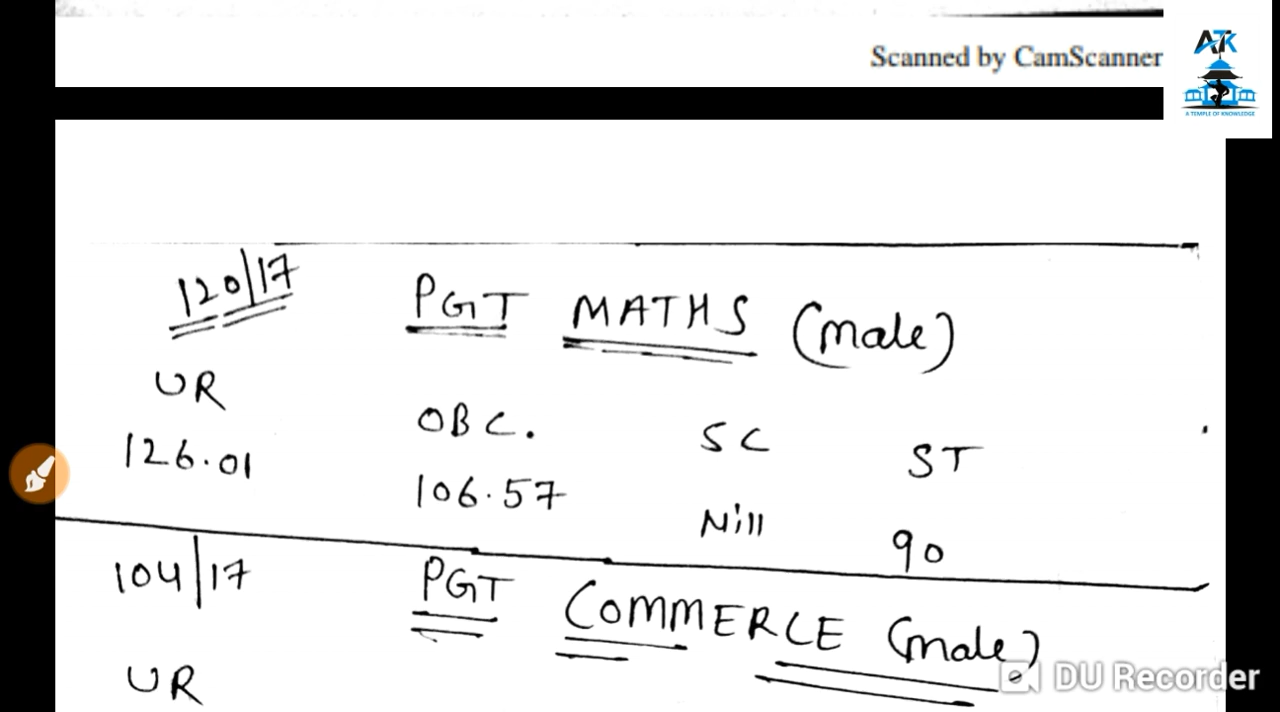 Scanned by CamScanner
ATK
A TEMPLE OF KNOWLEDGE
120/17 PGT MATHS (male)
UR OBC. SC ST
126.01 106.57 Nill 90
104/17 PGT COMMERCE (male)
UR
DU Recorder